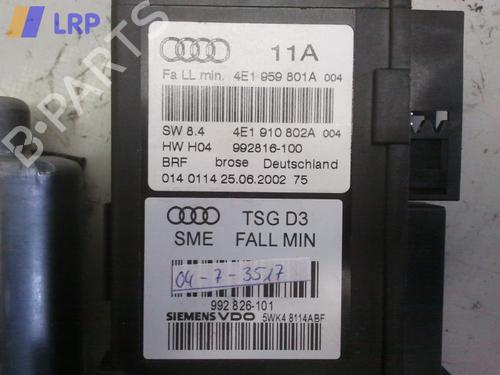 LRP
B-PARTS
11A
Fa LL min. 4E1 959 801A 004
SW 8.4 4E1 910 802A 004
HW H04 992816-100
BRF brose Deutschland
014 0114 25.06.2002 75
TSG D3
SME FALL MIN
04-7-3517
992 826-101
SIEMENS VDO 5WK4 8114ABF